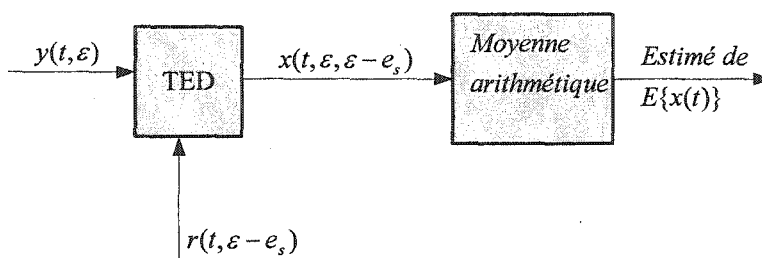 y(t,ε)
TED
x(t,ε,ε−e_s)
Moyenne
arithmétique
Estimé de
E{x(t)}
r(t,ε−e_s)